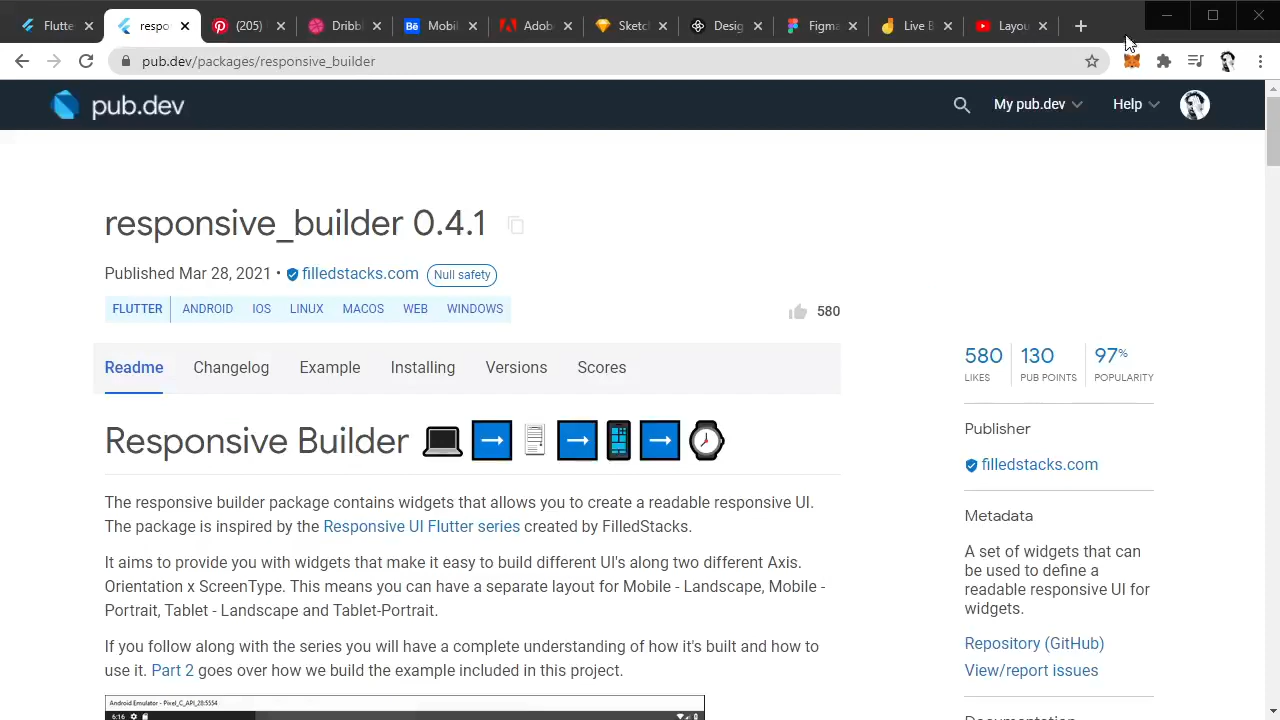 Flutte
respo
(205)
Dribbl
Mobil
Adob
Sketc
Desig
Figma
Live B
Layou
pub.dev/packages/responsive_builder
pub.dev
My pub.dev
Help
responsive_builder 0.4.1
Published Mar 28, 2021 • filledstacks.com Null safety
FLUTTER ANDROID IOS LINUX MACOS WEB WINDOWS
580
Readme Changelog Example Installing Versions Scores
580 130 97%
LIKES PUB POINTS POPULARITY
Responsive Builder
The responsive builder package contains widgets that allows you to create a readable responsive UI.
The package is inspired by the Responsive UI Flutter series created by FilledStacks.
It aims to provide you with widgets that make it easy to build different UI's along two different Axis.
Orientation x ScreenType. This means you can have a separate layout for Mobile - Landscape, Mobile -
Portrait, Tablet - Landscape and Tablet-Portrait.
If you follow along with the series you will have a complete understanding of how it's built and how to
use it. Part 2 goes over how we build the example included in this project.
Android Emulator - Pixel_C_API_28:5554
6:16
Publisher
filledstacks.com
Metadata
A set of widgets that can
be used to define a
readable responsive UI for
widgets.
Repository (GitHub)
View/report issues
Documentation